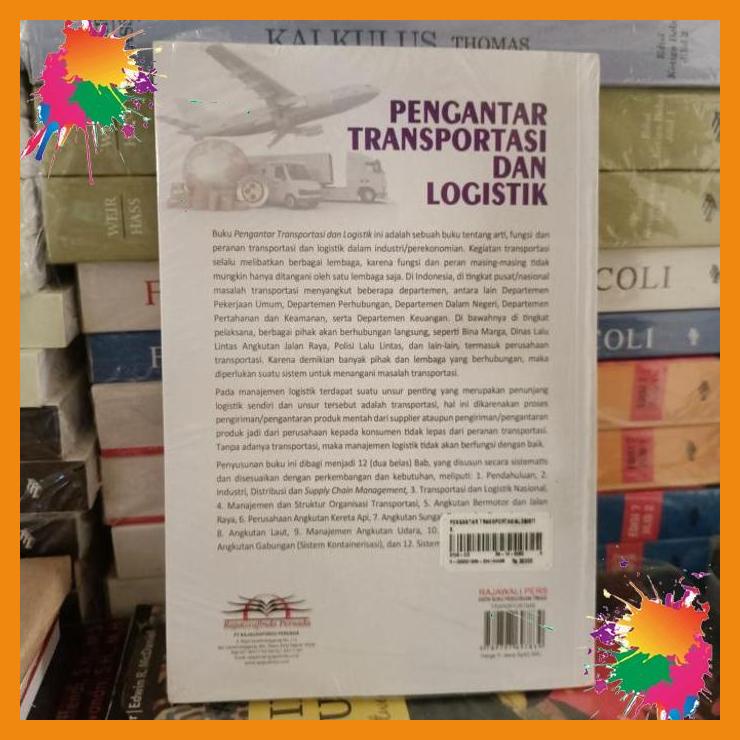 KALKULUS THOMAS
PENGANTAR
TRANSPORTASI
DAN
LOGISTIK
Buku Pengantar Transportasi dan Logistik ini adalah sebuah buku tentang arti, fungsi dan
peranan transportasi dan logistik dalam industri/perekonomian. Kegiatan transportasi
selalu melibatkan berbagai lembaga, karena fungsi dan peran masing-masing tidak
mungkin hanya ditangani oleh satu lembaga saja. Di Indonesia, di tingkat pusat/nasional
masalah transportasi menyangkut beberapa departemen, antara lain Departemen
Pekerjaan Umum, Departemen Perhubungan, Departemen Dalam Negeri, Departemen
Pertahanan dan Keamanan, serta Departemen Keuangan. Di bawahnya di tingkat
pelaksana, berbagai pihak akan berhubungan langsung, seperti Bina Marga, Dinas Lalu
Lintas Angkutan Jalan Raya, Polisi Lalu Lintas, dan lain-lain, termasuk perusahaan
transportasi. Karena demikian banyak pihak dan lembaga yang berhubungan, maka
diperlukan suatu sistem untuk menangani masalah transportasi.
Pada manajemen logistik terdapat suatu unsur penting yang merupakan penunjang
logistik sendiri dan unsur tersebut adalah transportasi, hal ini dikarenakan proses
pengiriman/pengantaran produk mentah dari supplier ataupun pengiriman/pengantaran
produk jadi dari perusahaan kepada konsumen tidak lepas dari peranan transportasi.
Tanpa adanya transportasi, maka manajemen logistik tidak akan berfungsi dengan baik.
Penyusunan buku ini dibagi menjadi 12 (dua belas) Bab, yang disusun secara sistematis
dan disesuaikan dengan perkembangan dan kebutuhan, meliputi: 1. Pendahuluan, 2.
Industri, Distribusi dan Supply Chain Management, 3. Transportasi dan Logistik Nasional,
4. Manajemen dan Struktur Organisasi Transportasi, 5. Angkutan Bermotor dan Jalan
Raya, 6. Perusahaan Angkutan Kereta Api, 7. Angkutan Sungai
8. Angkutan Laut, 9. Manajemen Angkutan Udara, 10.
Angkutan Gabungan (Sistem Kontainerisasi), dan 12. Sistem
RajaGrafindo Persada
PT RAJAGRAFINDO PERSADA
RAJAWALI PERS
WEIR
HASS
COLI
OLI
Edwin R.